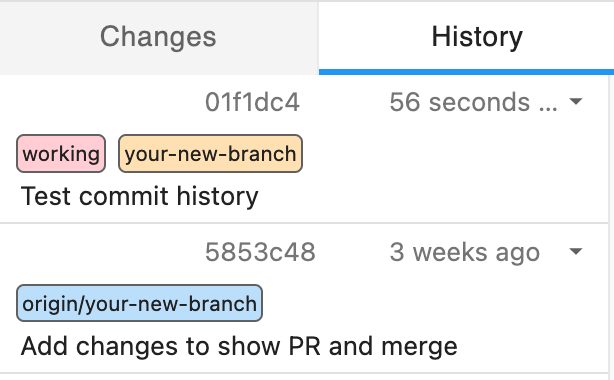 Changes History
01f1dc4 56 seconds ...
working your-new-branch
Test commit history
5853c48 3 weeks ago
origin/your-new-branch
Add changes to show PR and merge